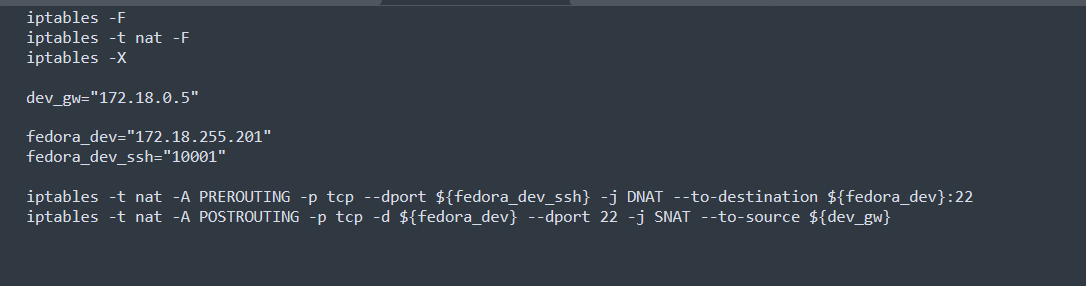 iptables -F
iptables -t nat -F
iptables -X
dev_gw="172.18.0.5"
fedora_dev="172.18.255.201"
fedora_dev_ssh="10001"
iptables -t nat -A PREROUTING -p tcp --dport ${fedora_dev_ssh} -j DNAT --to-destination ${fedora_dev}:22
iptables -t nat -A POSTROUTING -p tcp -d ${fedora_dev} --dport 22 -j SNAT --to-source ${dev_gw}